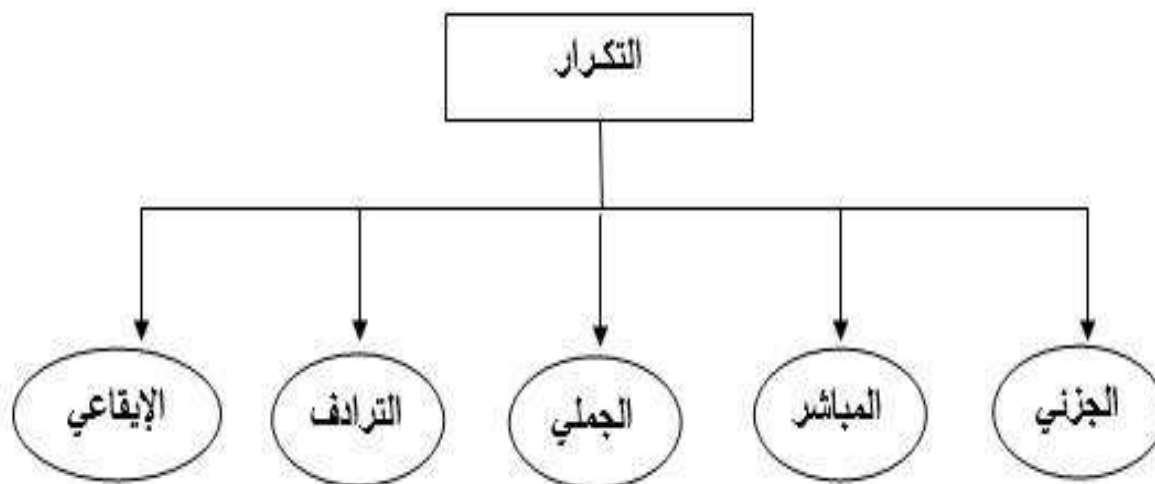 التكرار
الجزئي
المباشر
الجملي
الترادف
الإيقاعي